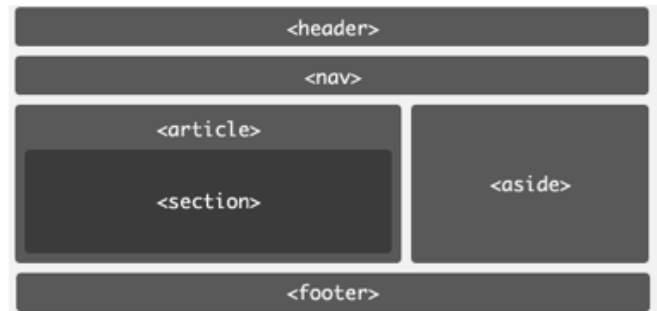 <header>
<nav>
<article>
<section>
<aside>
<footer>